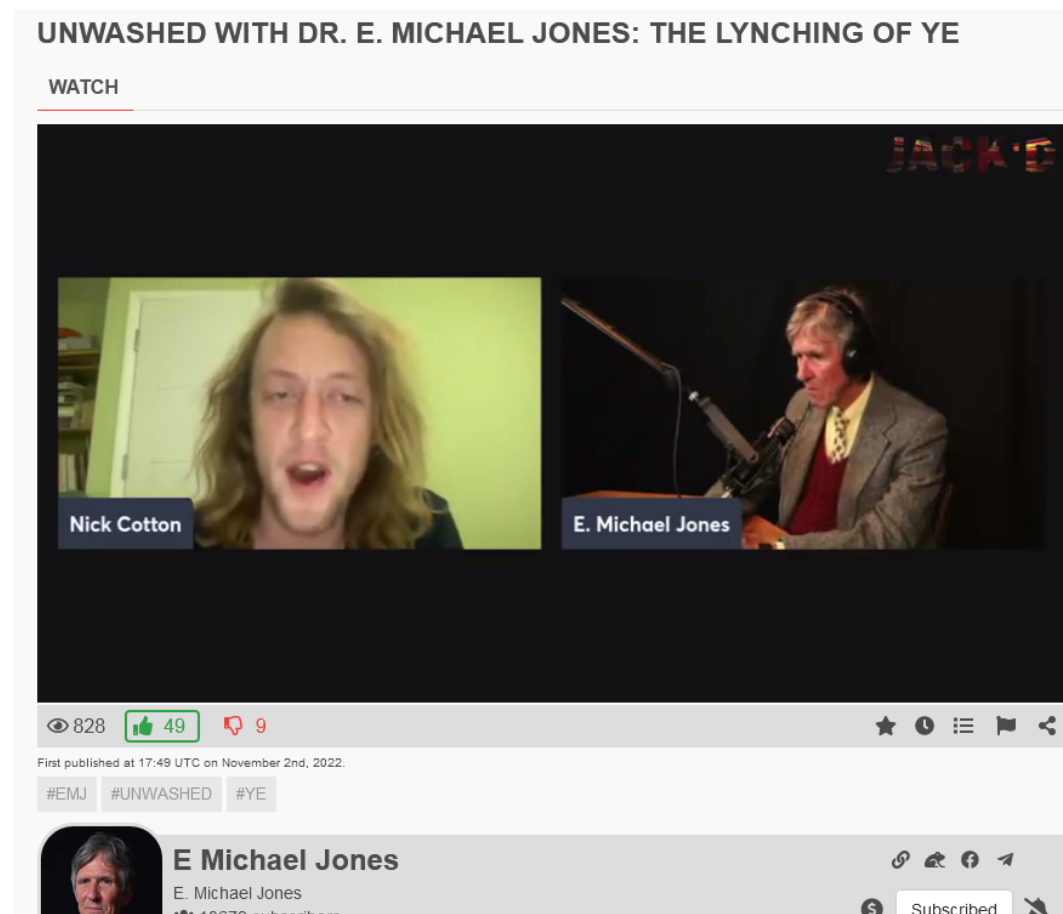 UNWASHED WITH DR. E. MICHAEL JONES: THE LYNCHING OF YE
WATCH
JACK'D
Nick Cotton
E. Michael Jones
828 49 9
First published at 17:49 UTC on November 2nd, 2022.
#EMJ #UNWASHED #YE
E Michael Jones
E. Michael Jones
subscribers
Subscribed